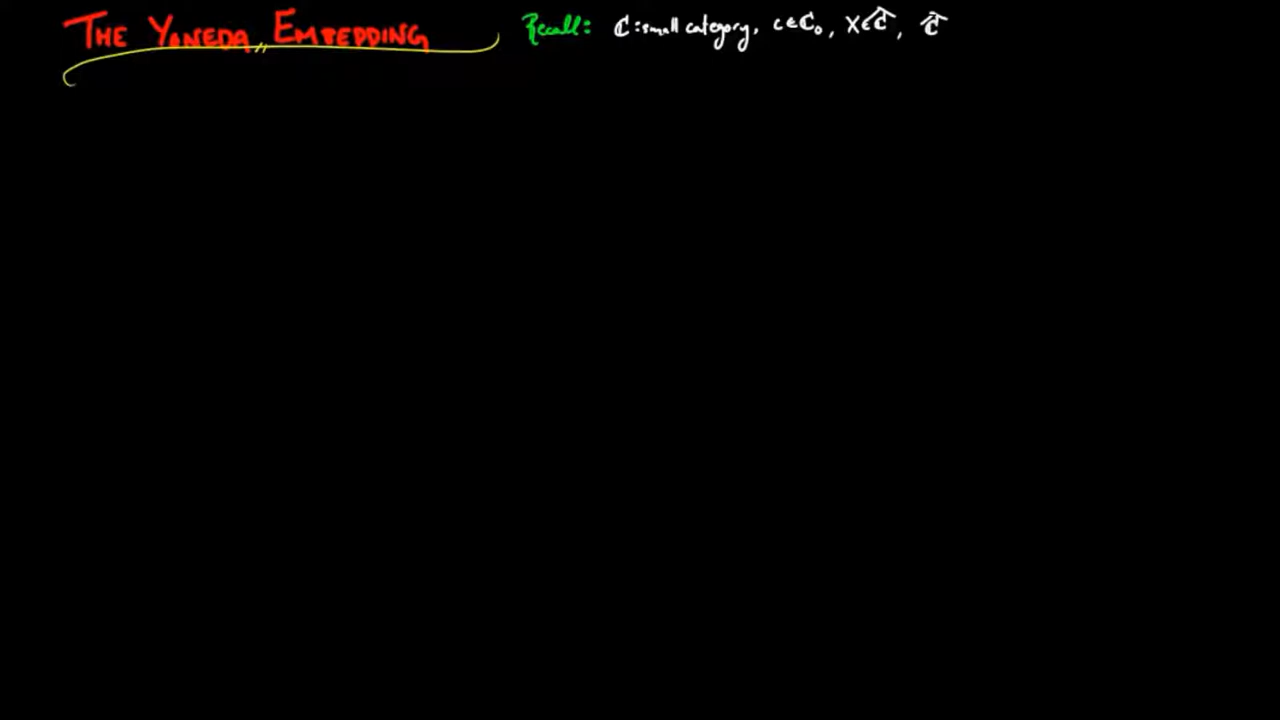 THE YONEDA EMBEDDING Recall: ℂ: small category, c∈ℂ₀, X∈ℂ̂, ℂ̂